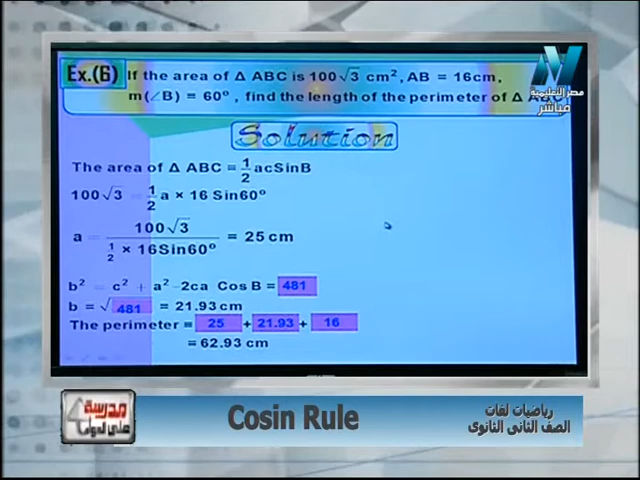 Ex.(6) If the area of Δ ABC is 100√3 cm², AB = 16cm,
m(∠B) = 60°, find the length of the perimeter of Δ ABC
مصر التعليمية
مباشر
Solution
The area of Δ ABC = 1/2 acSinB
100√3 = 1/2 a × 16 Sin60°
a = 100√3 / (1/2 × 16Sin60°) = 25 cm
b² = c² + a² - 2ca Cos B = 481
b = √481 = 21.93 cm
The perimeter = 25 + 21.93 + 16
= 62.93 cm
مدرسة
على الهواء
Cosin Rule
رياضيات لغات
الصف الثانى الثانوى